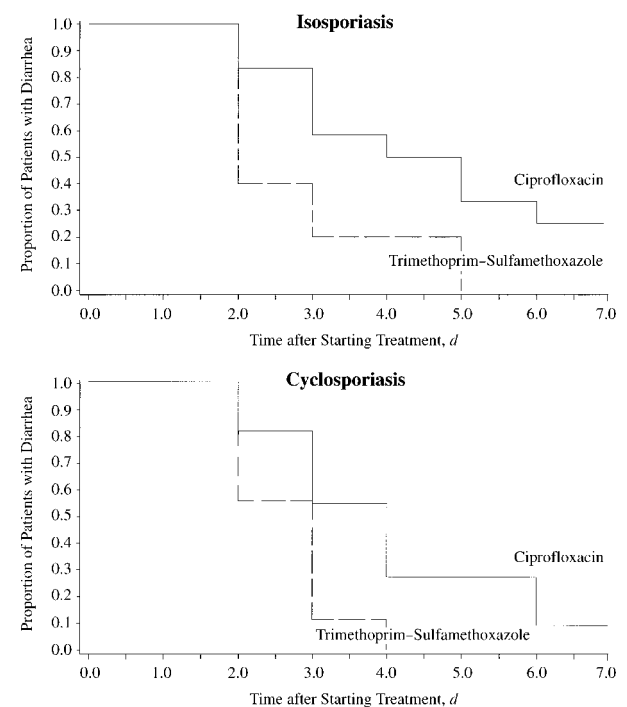 Isosporiasis
Proportion of Patients with Diarrhea
1.0
0.9
0.8
0.7
0.6
0.5
0.4
0.3
0.2
0.1
0.0
Ciprofloxacin
Trimethoprim–Sulfamethoxazole
0.0 1.0 2.0 3.0 4.0 5.0 6.0 7.0
Time after Starting Treatment, d
Cyclosporiasis
Proportion of Patients with Diarrhea
1.0
0.9
0.8
0.7
0.6
0.5
0.4
0.3
0.2
0.1
0.0
Ciprofloxacin
Trimethoprim–Sulfamethoxazole
0.0 1.0 2.0 3.0 4.0 5.0 6.0 7.0
Time after Starting Treatment, d